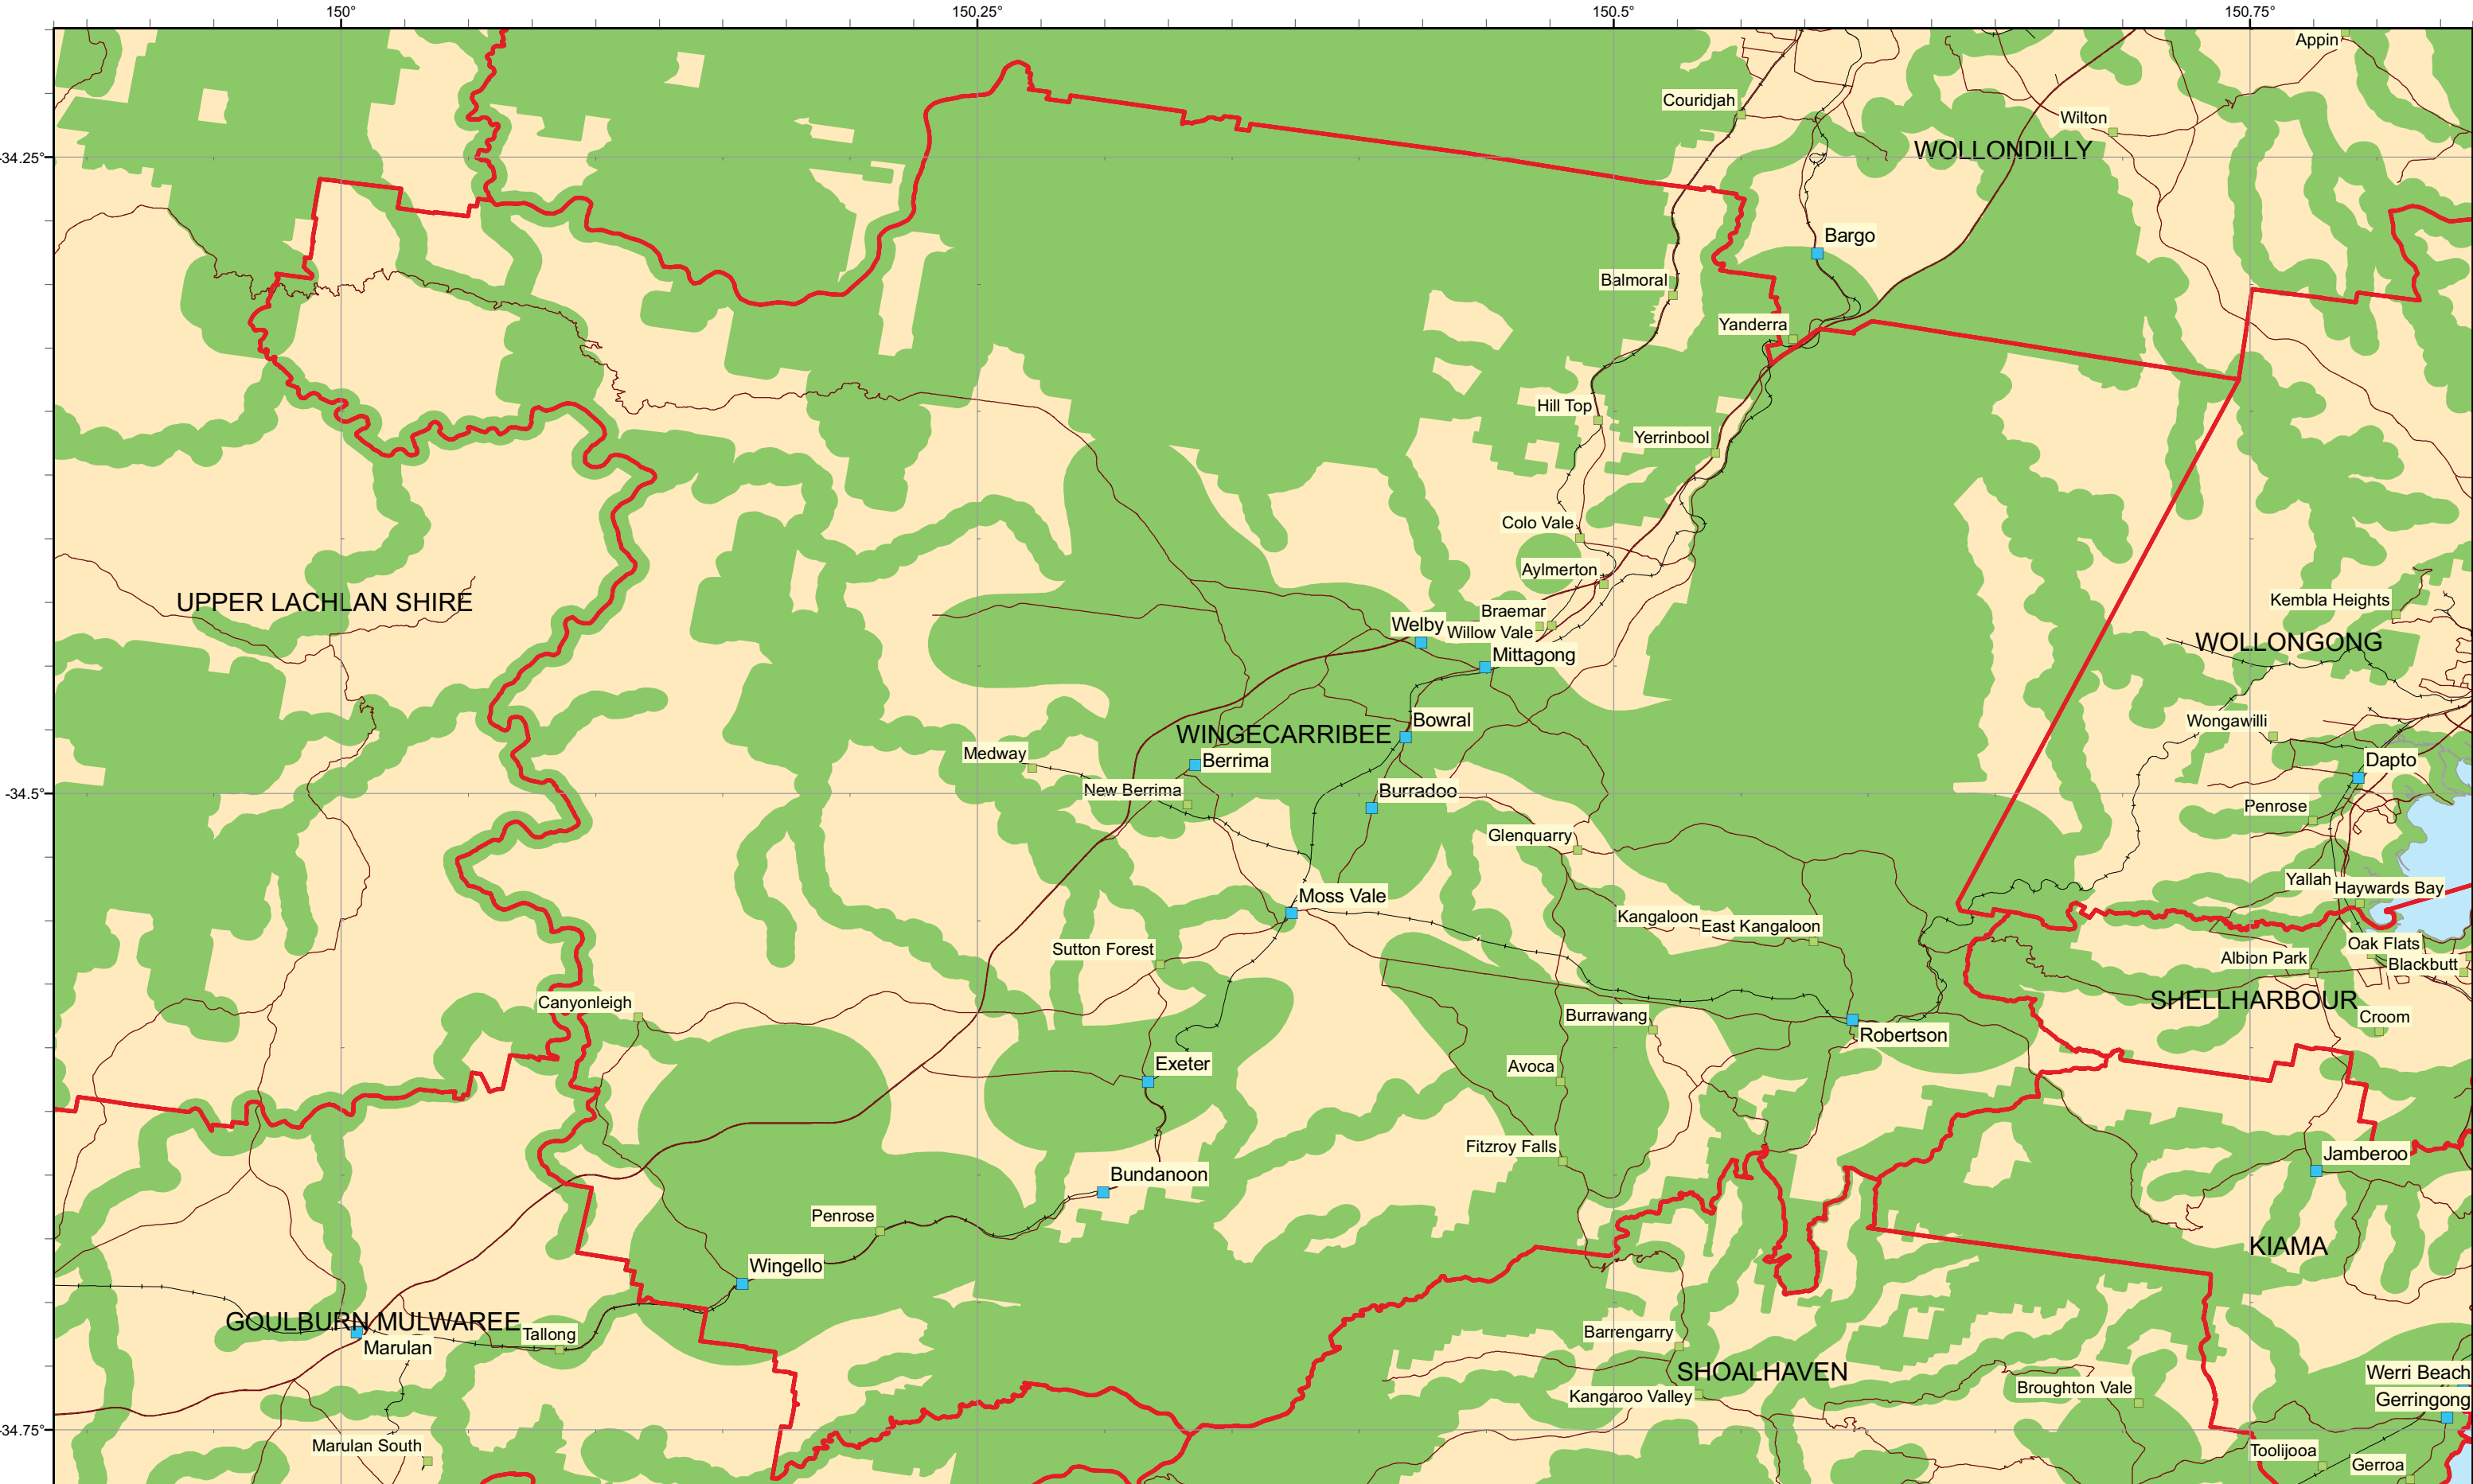 150°
150.25°
150.5°
150.75°
Appin
Couridjah
Wilton
WOLLONDILLY
-34.25°
Bargo
Balmoral
Yanderra
Hill Top
Yerrinbool
Colo Vale
Aylmerton
UPPER LACHLAN SHIRE
Kembla Heights
Braemar
Welby
Willow Vale
WOLLONGONG
Mittagong
Bowral
Wongawilli
WINGECARRIBEE
Medway
Berrima
Dapto
New Berrima
Burradoo
-34.5°
Penrose
Glenquarry
Yallah
Haywards Bay
Moss Vale
Kangaloon
East Kangaloon
Sutton Forest
Oak Flats
Albion Park
Blackbutt
Canyonleigh
SHELLHARBOUR
Burrawang
Croom
Robertson
Exeter
Avoca
Fitzroy Falls
Jamberoo
Bundanoon
Penrose
KIAMA
Wingello
GOULBURN MULWAREE
Tallong
Barrengarry
Marulan
SHOALHAVEN
Werri Beach
Broughton Vale
Kangaroo Valley
Gerringong
-34.75°
Marulan South
Toolijooa
Gerroa